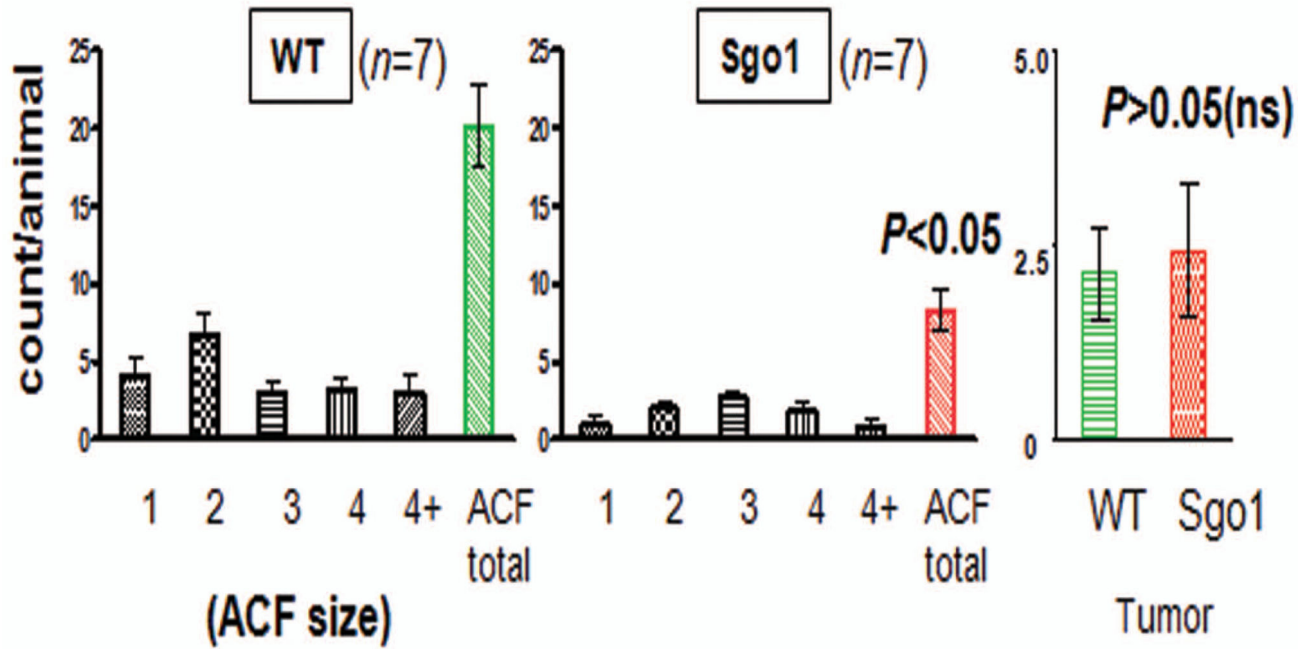 count/animal
25
20
15
10
5
0
WT (n=7)
1 2 3 4 4+ ACF
total
(ACF size)
25
20
15
10
5
0
Sgo1 (n=7)
P<0.05
1 2 3 4 4+ ACF
total
5.0
2.5
0
P>0.05(ns)
WT Sgo1
Tumor